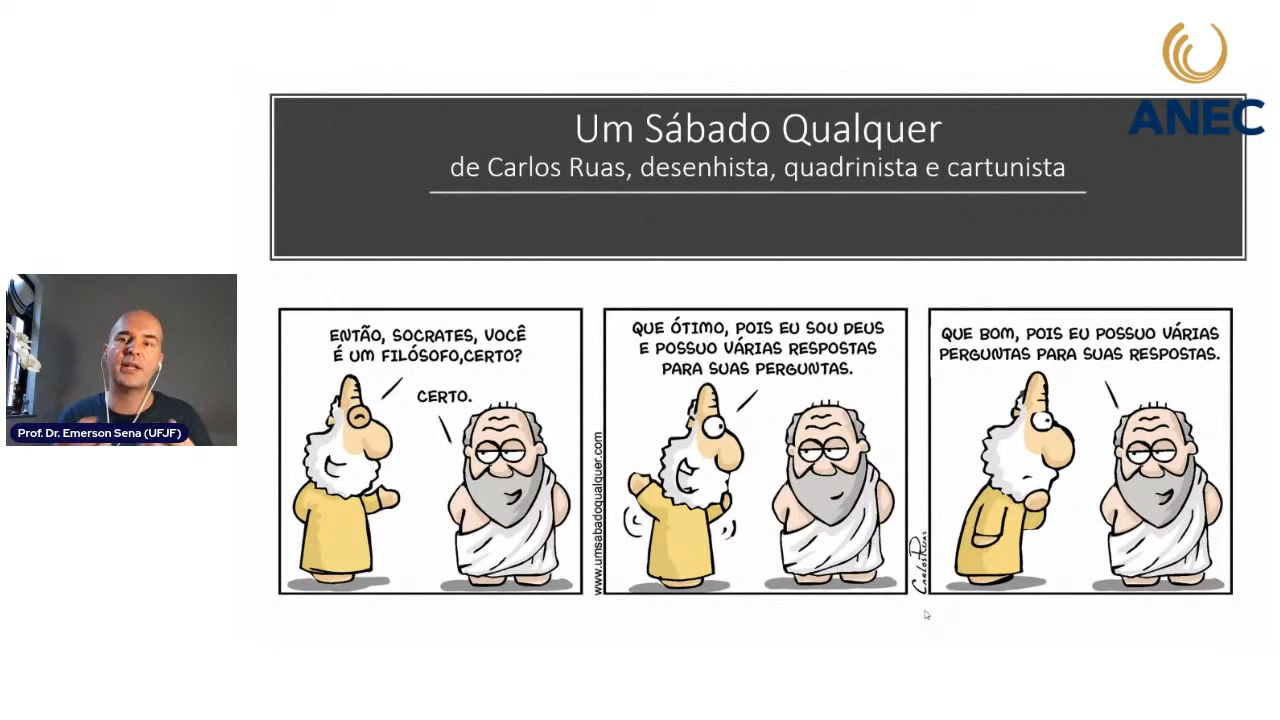 ANEC
Um Sábado Qualquer
de Carlos Ruas, desenhista, quadrinista e cartunista
Prof. Dr. Emerson Sena (UFJF)
ENTÃO, SOCRATES, VOCÊ
É UM FILÓSOFO,CERTO?
CERTO.
www.umsabadoqualquer.com
QUE ÓTIMO, POIS EU SOU DEUS
E POSSUO VÁRIAS RESPOSTAS
PARA SUAS PERGUNTAS.
CarlosRuas
QUE BOM, POIS EU POSSUO VÁRIAS
PERGUNTAS PARA SUAS RESPOSTAS.